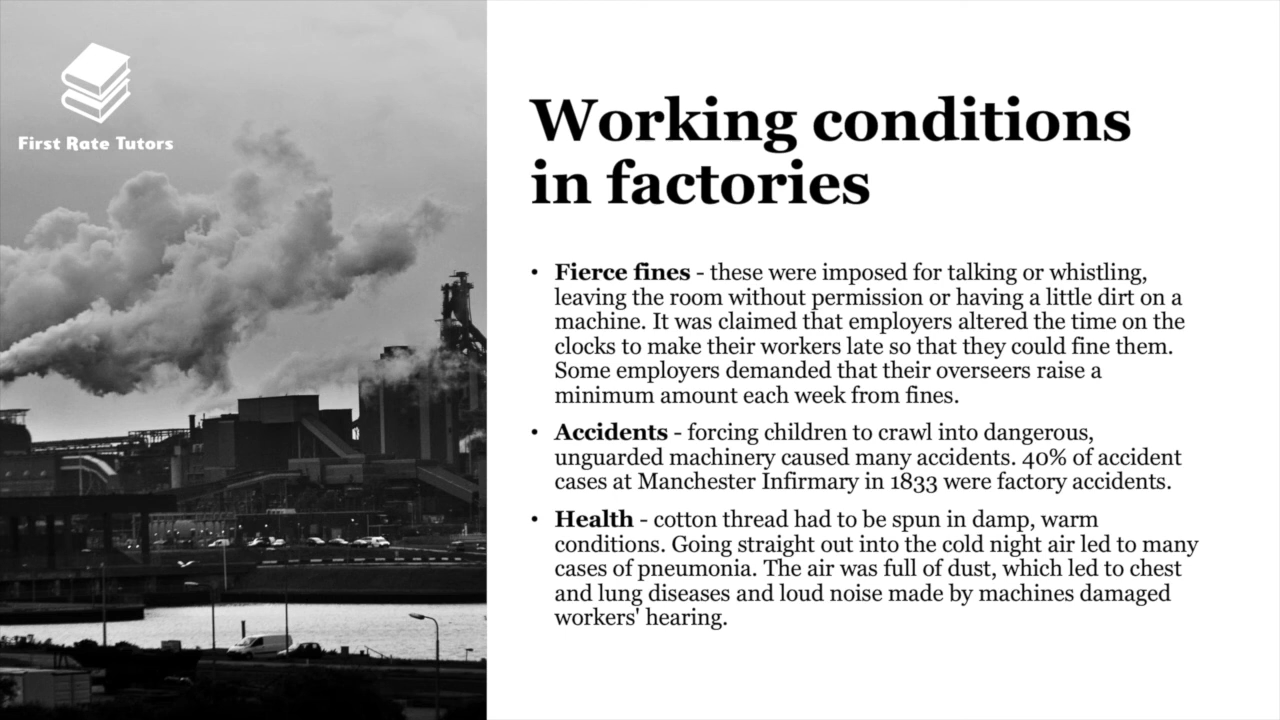 First Rate Tutors
Working conditions
in factories
• Fierce fines - these were imposed for talking or whistling,
leaving the room without permission or having a little dirt on a
machine. It was claimed that employers altered the time on the
clocks to make their workers late so that they could fine them.
Some employers demanded that their overseers raise a
minimum amount each week from fines.
• Accidents - forcing children to crawl into dangerous,
unguarded machinery caused many accidents. 40% of accident
cases at Manchester Infirmary in 1833 were factory accidents.
• Health - cotton thread had to be spun in damp, warm
conditions. Going straight out into the cold night air led to many
cases of pneumonia. The air was full of dust, which led to chest
and lung diseases and loud noise made by machines damaged
workers' hearing.